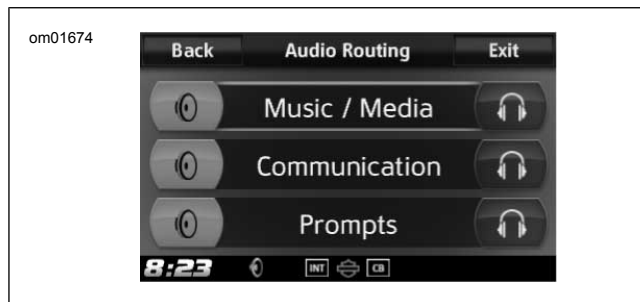 om01674
Back Audio Routing Exit
Music / Media
Communication
Prompts
8:23 INT CB